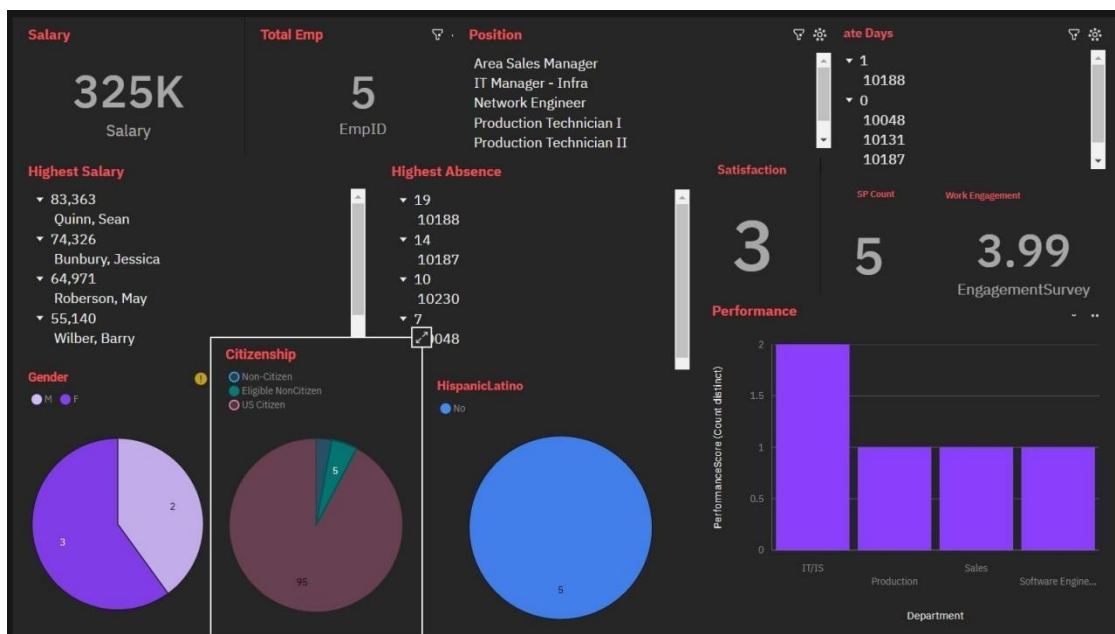 Salary
325K
Salary
Total Emp
5
EmpID
Position
Area Sales Manager
IT Manager - Infra
Network Engineer
Production Technician I
Production Technician II
ate Days
1
10188
0
10048
10131
10187
Highest Salary
83,363
Quinn, Sean
74,326
Bunbury, Jessica
64,971
Roberson, May
55,140
Wilber, Barry
Highest Absence
19
10188
14
10187
10
10230
7
0048
Satisfaction
3
SP Count
5
Work Engagement
3.99
EngagementSurvey
Gender
M F
2
3
Citizenship
Non-Citizen
Eligible NonCitizen
US Citizen
5
95
HispanicLatino
No
5
Performance
PerformanceScore (Count distinct)
2
1.5
1
0.5
0
IT/IS
Production
Sales
Software Engine...
Department